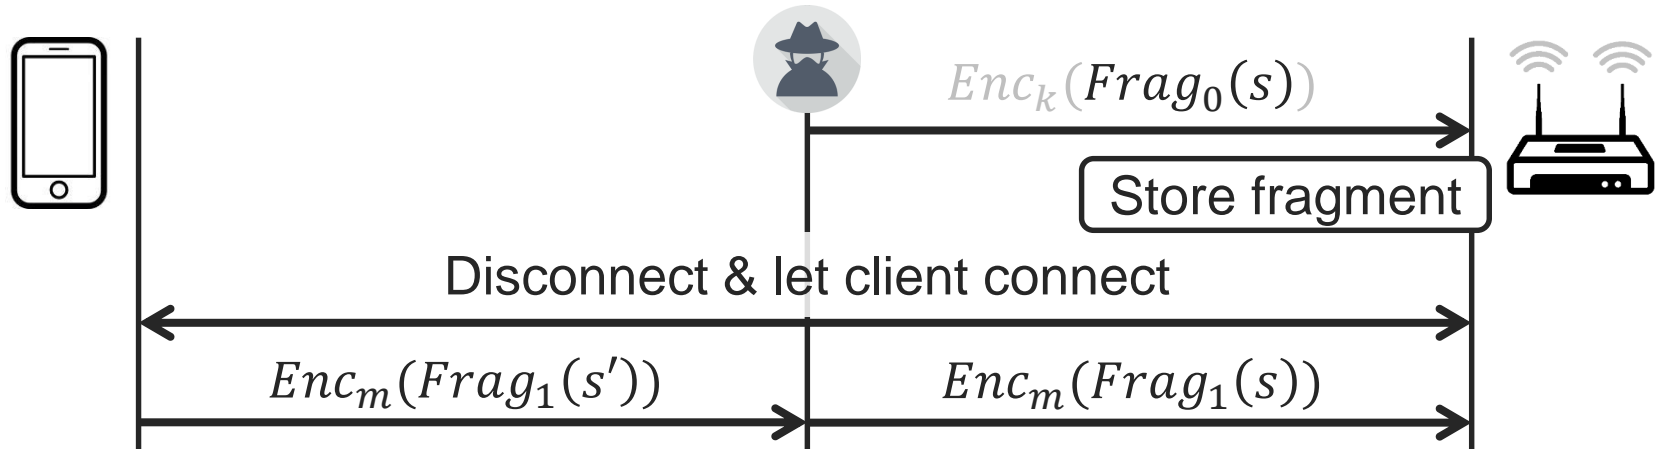 Enc_k(Frag_0(s))
Store fragment
Disconnect & let client connect
Enc_m(Frag_1(s′))
Enc_m(Frag_1(s))